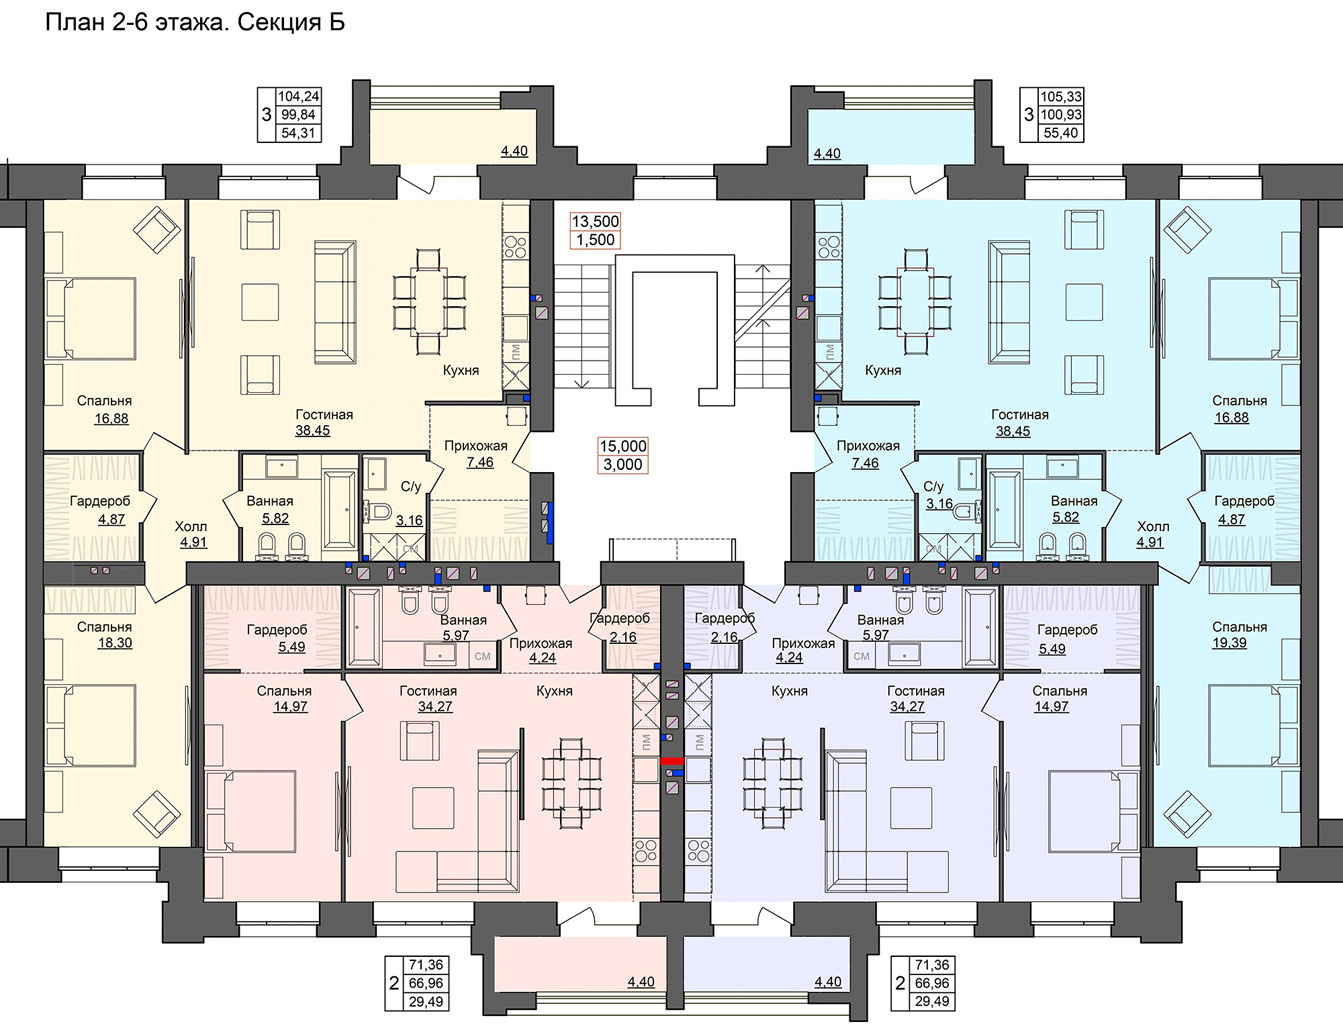 План 2-6 этажа. Секция Б
3
104,24
99,84
54,31
3
105,33
100,93
55,40
4,40
4,40
13,500
1,500
ПМ
ПМ
Кухня
Кухня
Спальня
16,88
Гостиная
38,45
Гостиная
38,45
Спальня
16,88
Прихожая
7,46
15,000
3,000
Прихожая
7,46
Гардероб
4,87
Холл
4,91
Ванная
5,82
С/у
3,16
СМ
С/у
3,16
СМ
Ванная
5,82
Холл
4,91
Гардероб
4,87
Спальня
18,30
Гардероб
5,49
Ванная
5,97
СМ
Прихожая
4,24
Гардероб
2,16
Гардероб
2,16
Прихожая
4,24
Ванная
5,97
СМ
Гардероб
5,49
Спальня
19,39
Спальня
14,97
Гостиная
34,27
Кухня
Кухня
Гостиная
34,27
Спальня
14,97
ПМ
ПМ
4,40
4,40
2
71,36
66,96
29,49
2
71,36
66,96
29,49